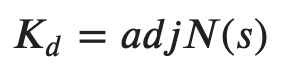 K_d = adjN(s)